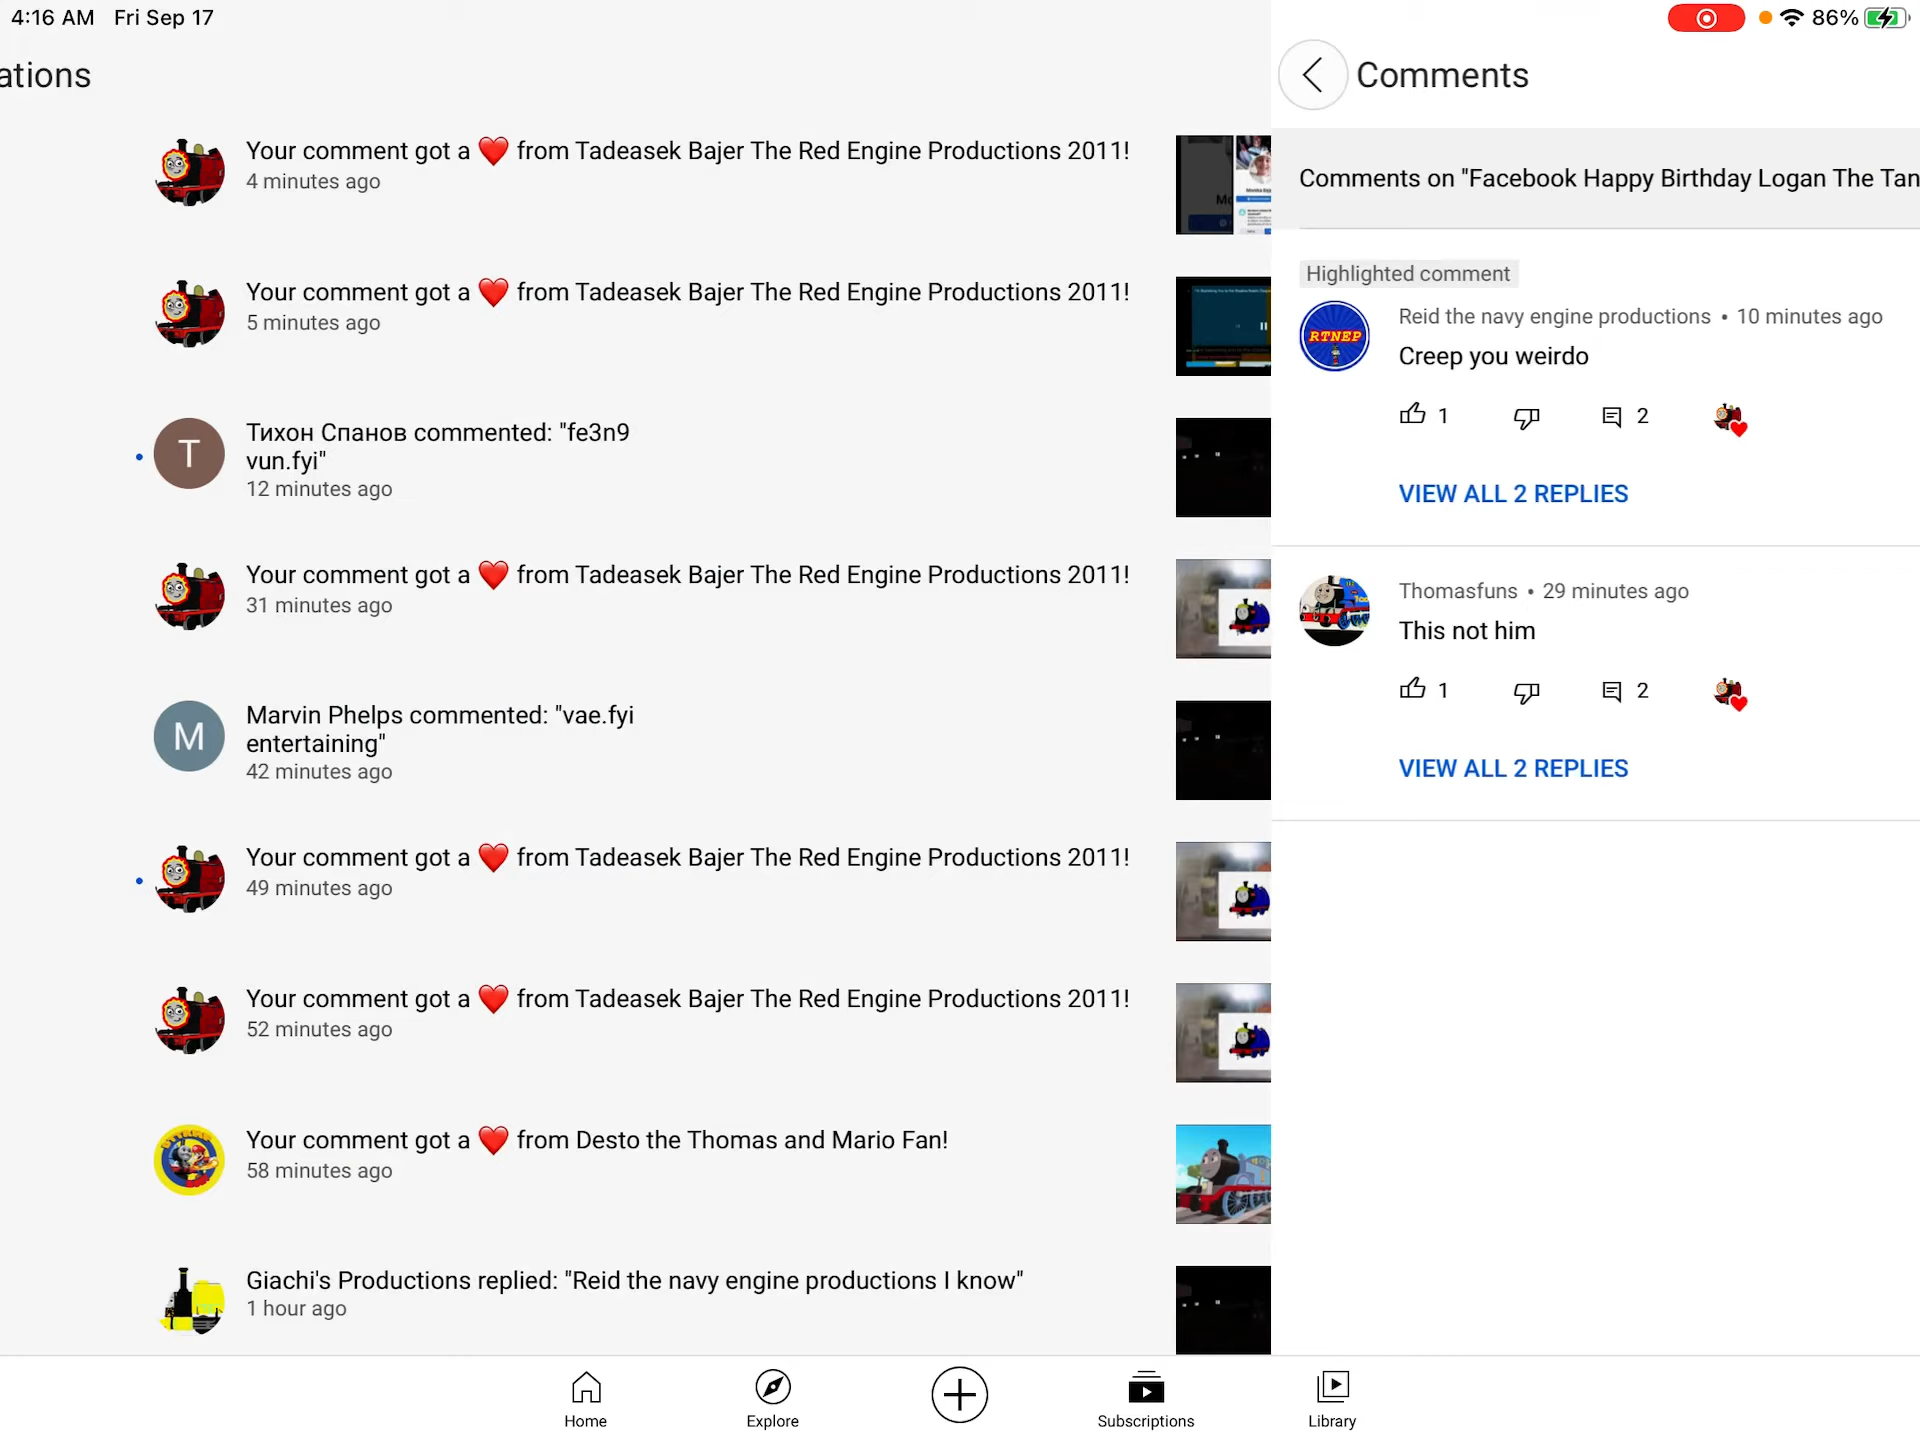 4:16 AM Fri Sep 17
86%
ations
Your comment got a ❤️ from Tadeasek Bajer The Red Engine Productions 2011!
4 minutes ago
Your comment got a ❤️ from Tadeasek Bajer The Red Engine Productions 2011!
5 minutes ago
T
Тихон Спанов commented: "fe3n9
vun.fyi"
12 minutes ago
Your comment got a ❤️ from Tadeasek Bajer The Red Engine Productions 2011!
31 minutes ago
M
Marvin Phelps commented: "vae.fyi
entertaining"
42 minutes ago
Your comment got a ❤️ from Tadeasek Bajer The Red Engine Productions 2011!
49 minutes ago
Your comment got a ❤️ from Tadeasek Bajer The Red Engine Productions 2011!
52 minutes ago
Your comment got a ❤️ from Desto the Thomas and Mario Fan!
58 minutes ago
Giachi's Productions replied: "Reid the navy engine productions I know"
1 hour ago
Comments
Comments on "Facebook Happy Birthday Logan The Tan
Highlighted comment
RTNEP
Reid the navy engine productions • 10 minutes ago
Creep you weirdo
1 2
VIEW ALL 2 REPLIES
Thomasfuns • 29 minutes ago
This not him
1 2
VIEW ALL 2 REPLIES
Home
Explore
Subscriptions
Library